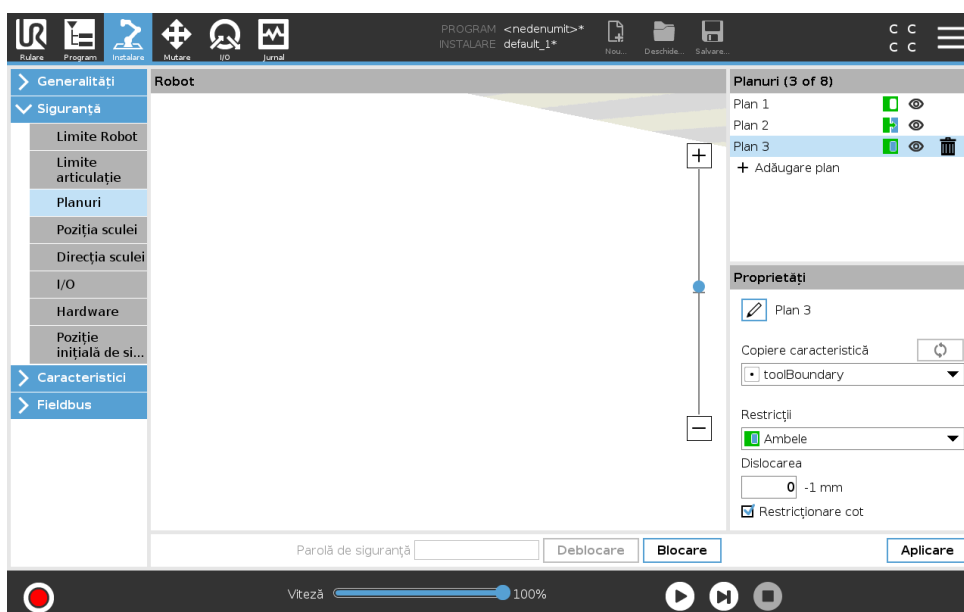 UR
Rulare
Program
Instalare
Mutare
I/O
Jurnal
PROGRAM <nedenumit>*
INSTALARE default_1*
Nou...
Deschide...
Salvare...
C C
C C
Generalități
Siguranță
Limite Robot
Limite
articulație
Planuri
Poziția sculei
Direcția sculei
I/O
Hardware
Poziție
inițială de si...
Caracteristici
Fieldbus
Robot
Planuri (3 of 8)
Plan 1
Plan 2
Plan 3
+ Adăugare plan
Proprietăți
Plan 3
Copiere caracteristică
toolBoundary
Restricții
Ambele
Dislocarea
0 -1 mm
Restricționare cot
Parolă de siguranță
Deblocare
Blocare
Aplicare
Viteză
100%